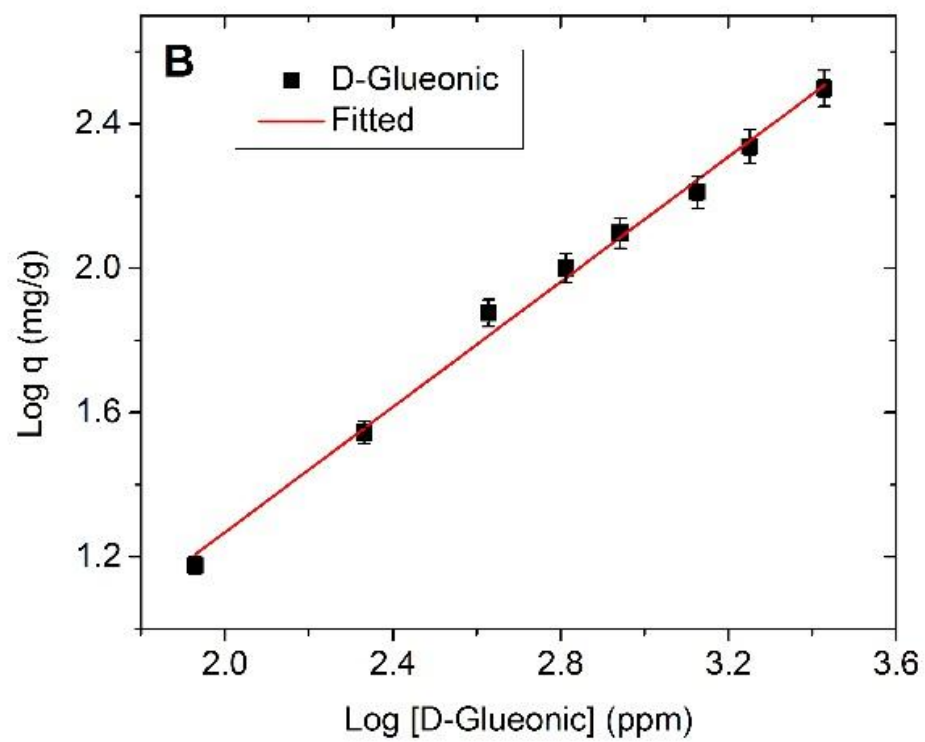 B
D-Glueonic
Fitted
Log q (mg/g)
2.4
2.0
1.6
1.2
2.0 2.4 2.8 3.2 3.6
Log [D-Glueonic] (ppm)